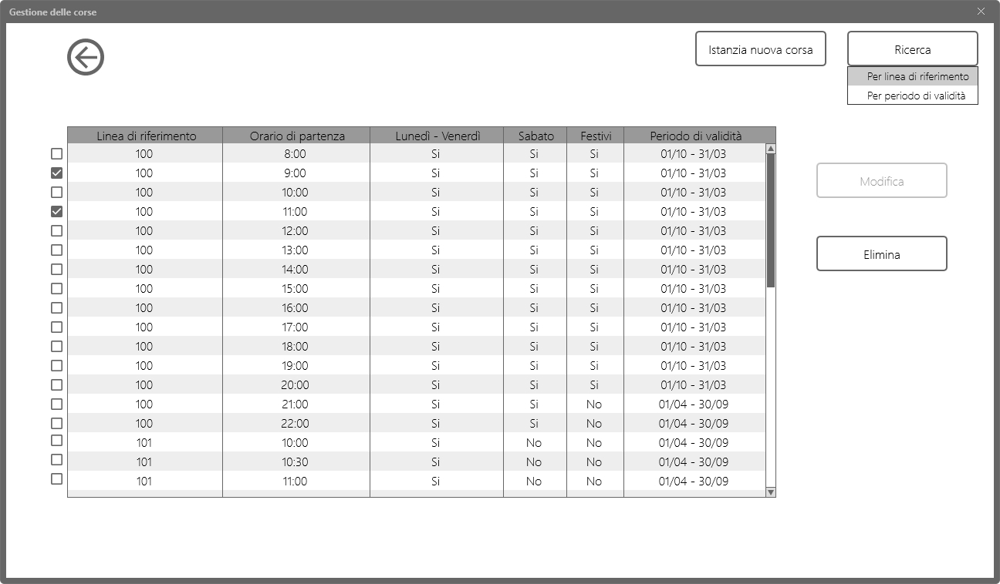 Gestione delle corse
Istanzia nuova corsa
Ricerca
Per linea di riferimento
Per periodo di validità
Linea di riferimento Orario di partenza Lunedì - Venerdì Sabato Festivi Periodo di validità
100 8:00 Si Si Si 01/10 - 31/03
100 9:00 Si Si Si 01/10 - 31/03
100 10:00 Si Si Si 01/10 - 31/03
100 11:00 Si Si Si 01/10 - 31/03
100 12:00 Si Si Si 01/10 - 31/03
100 13:00 Si Si Si 01/10 - 31/03
100 14:00 Si Si Si 01/10 - 31/03
100 15:00 Si Si Si 01/10 - 31/03
100 16:00 Si Si Si 01/10 - 31/03
100 17:00 Si Si Si 01/10 - 31/03
100 18:00 Si Si Si 01/10 - 31/03
100 19:00 Si Si Si 01/10 - 31/03
100 20:00 Si Si Si 01/10 - 31/03
100 21:00 Si Si No 01/04 - 30/09
100 22:00 Si Si No 01/04 - 30/09
101 10:00 Si No No 01/04 - 30/09
101 10:30 Si No No 01/04 - 30/09
101 11:00 Si No No 01/04 - 30/09
Modifica
Elimina